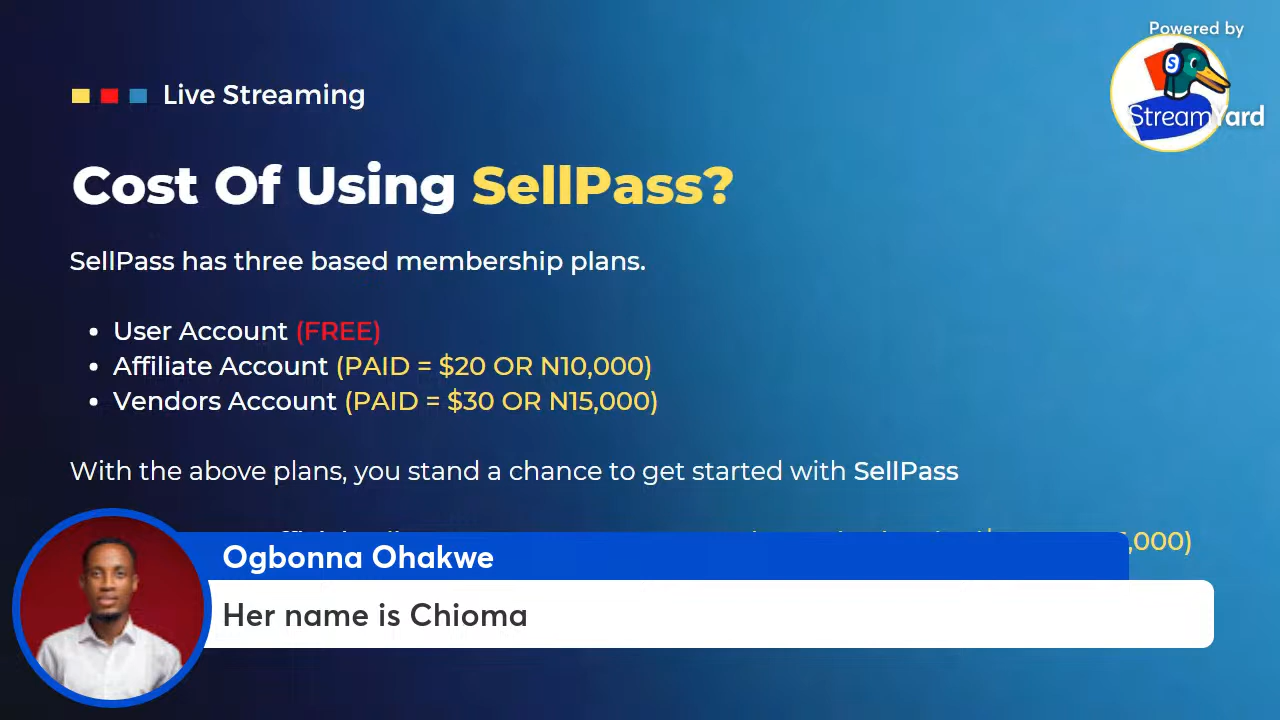 Powered by
StreamYard
Live Streaming
Cost Of Using SellPass?
SellPass has three based membership plans.
• User Account (FREE)
• Affiliate Account (PAID = $20 OR N10,000)
• Vendors Account (PAID = $30 OR N15,000)
With the above plans, you stand a chance to get started with SellPass
,000)
Ogbonna Ohakwe
Her name is Chioma